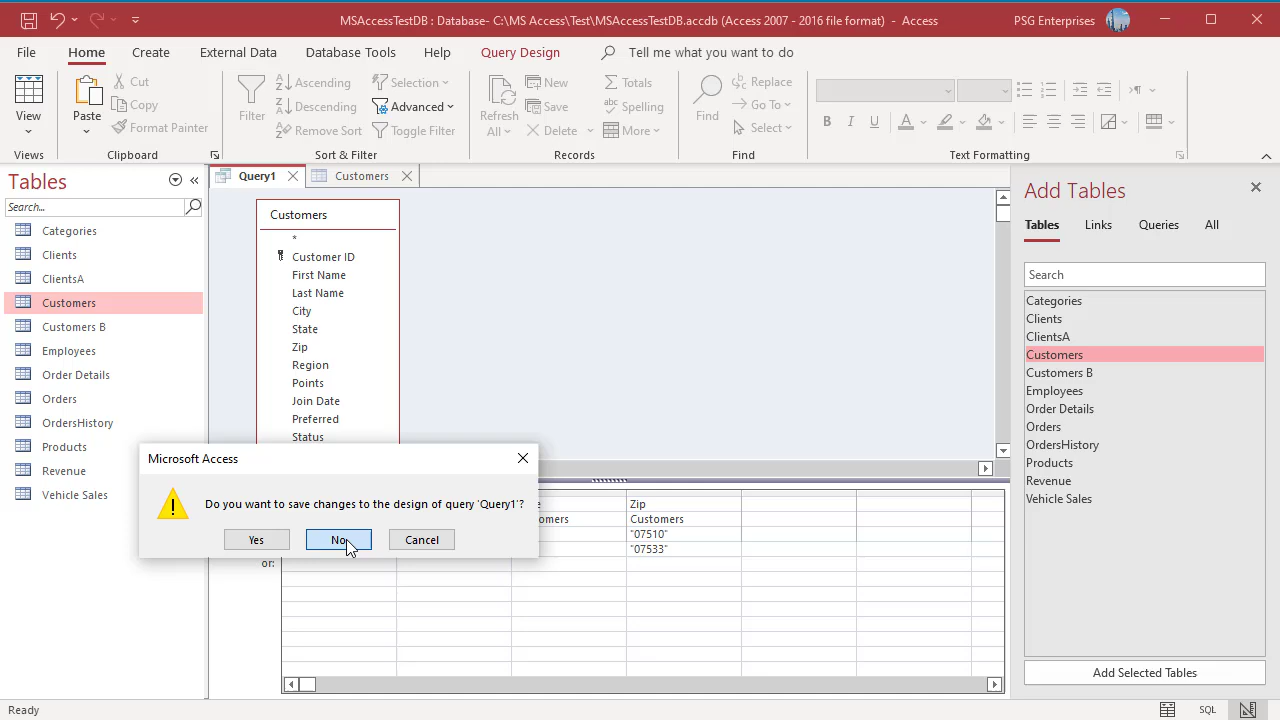 MSAccessTestDB : Database- C:\MS Access\Test\MSAccessTestDB.accdb (Access 2007 - 2016 file format) - Access
PSG Enterprises
File Home Create External Data Database Tools Help Query Design Tell me what you want to do
View
Views
Paste
Cut
Copy
Format Painter
Clipboard
Filter
Ascending
Descending
Remove Sort
Selection
Advanced
Toggle Filter
Sort & Filter
Refresh
All
New
Save
Delete
Totals
Spelling
More
Records
Find
Replace
Go To
Select
Find
B I U A
Text Formatting
Tables
Search...
Categories
Clients
ClientsA
Customers
Customers B
Employees
Order Details
Orders
OrdersHistory
Products
Revenue
Vehicle Sales
Query1
Customers
Customers
*
Customer ID
First Name
Last Name
City
State
Zip
Region
Points
Join Date
Preferred
Status
Microsoft Access
Do you want to save changes to the design of query 'Query1'?
Yes No Cancel
Zip
Customers
"07510"
"07533"
or:
Add Tables
Tables Links Queries All
Search
Categories
Clients
ClientsA
Customers
Customers B
Employees
Order Details
Orders
OrdersHistory
Products
Revenue
Vehicle Sales
Add Selected Tables
Ready
SQL